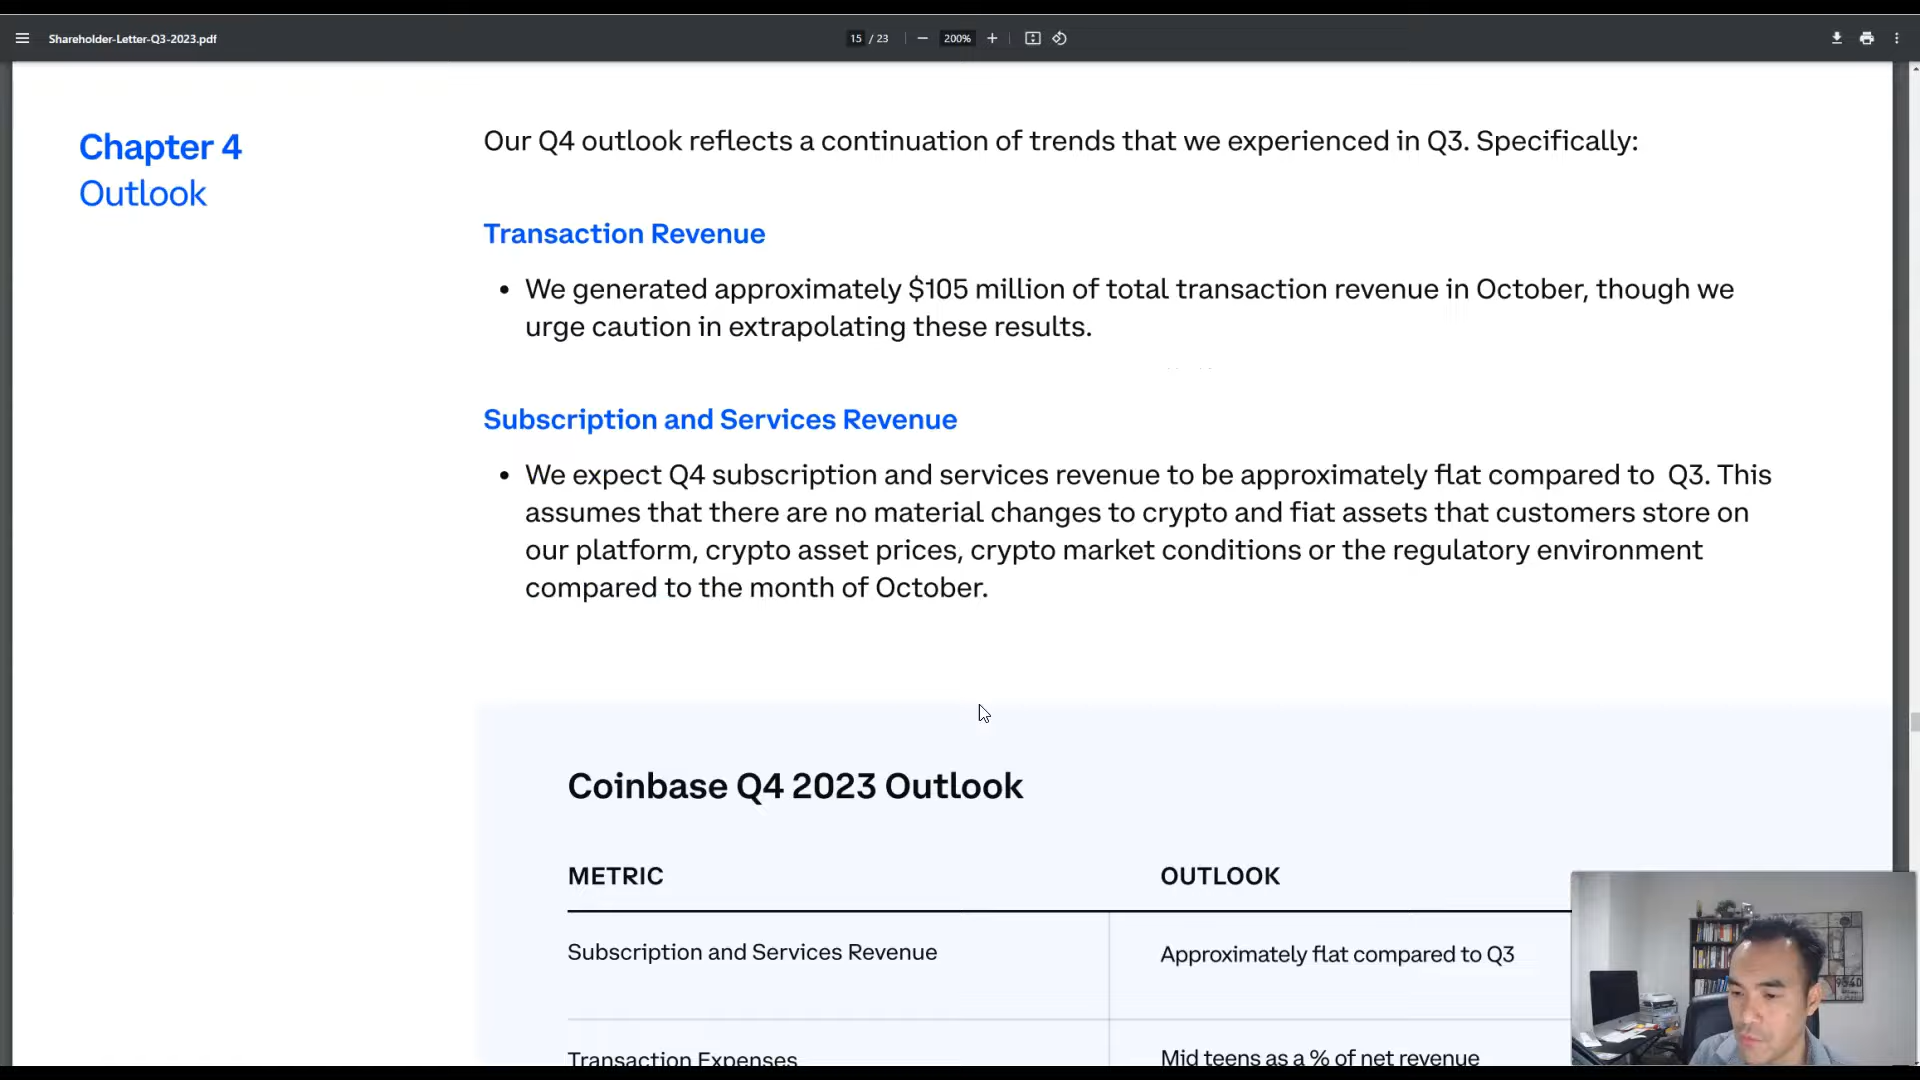 Shareholder-Letter-Q3-2023.pdf
15 / 23
200%
Chapter 4
Outlook
Our Q4 outlook reflects a continuation of trends that we experienced in Q3. Specifically:
Transaction Revenue
• We generated approximately $105 million of total transaction revenue in October, though we
urge caution in extrapolating these results.
Subscription and Services Revenue
• We expect Q4 subscription and services revenue to be approximately flat compared to Q3. This
assumes that there are no material changes to crypto and fiat assets that customers store on
our platform, crypto asset prices, crypto market conditions or the regulatory environment
compared to the month of October.
Coinbase Q4 2023 Outlook
METRIC OUTLOOK
Subscription and Services Revenue Approximately flat compared to Q3
Transaction Expenses Mid teens as a % of net revenue